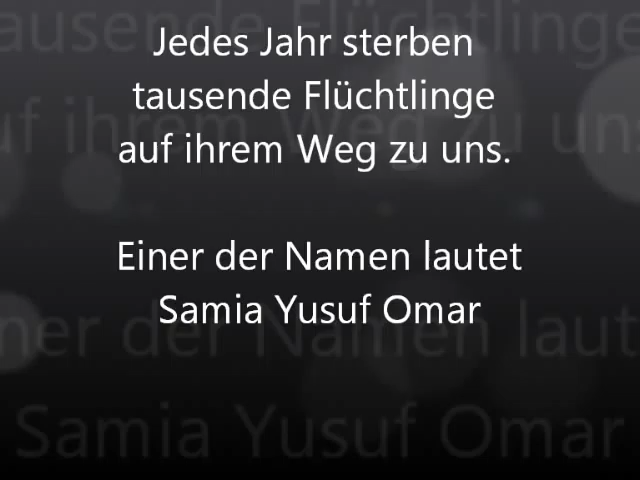 Jedes Jahr sterben
tausende Flüchtlinge
auf ihrem Weg zu uns.
Einer der Namen lautet
Samia Yusuf Omar